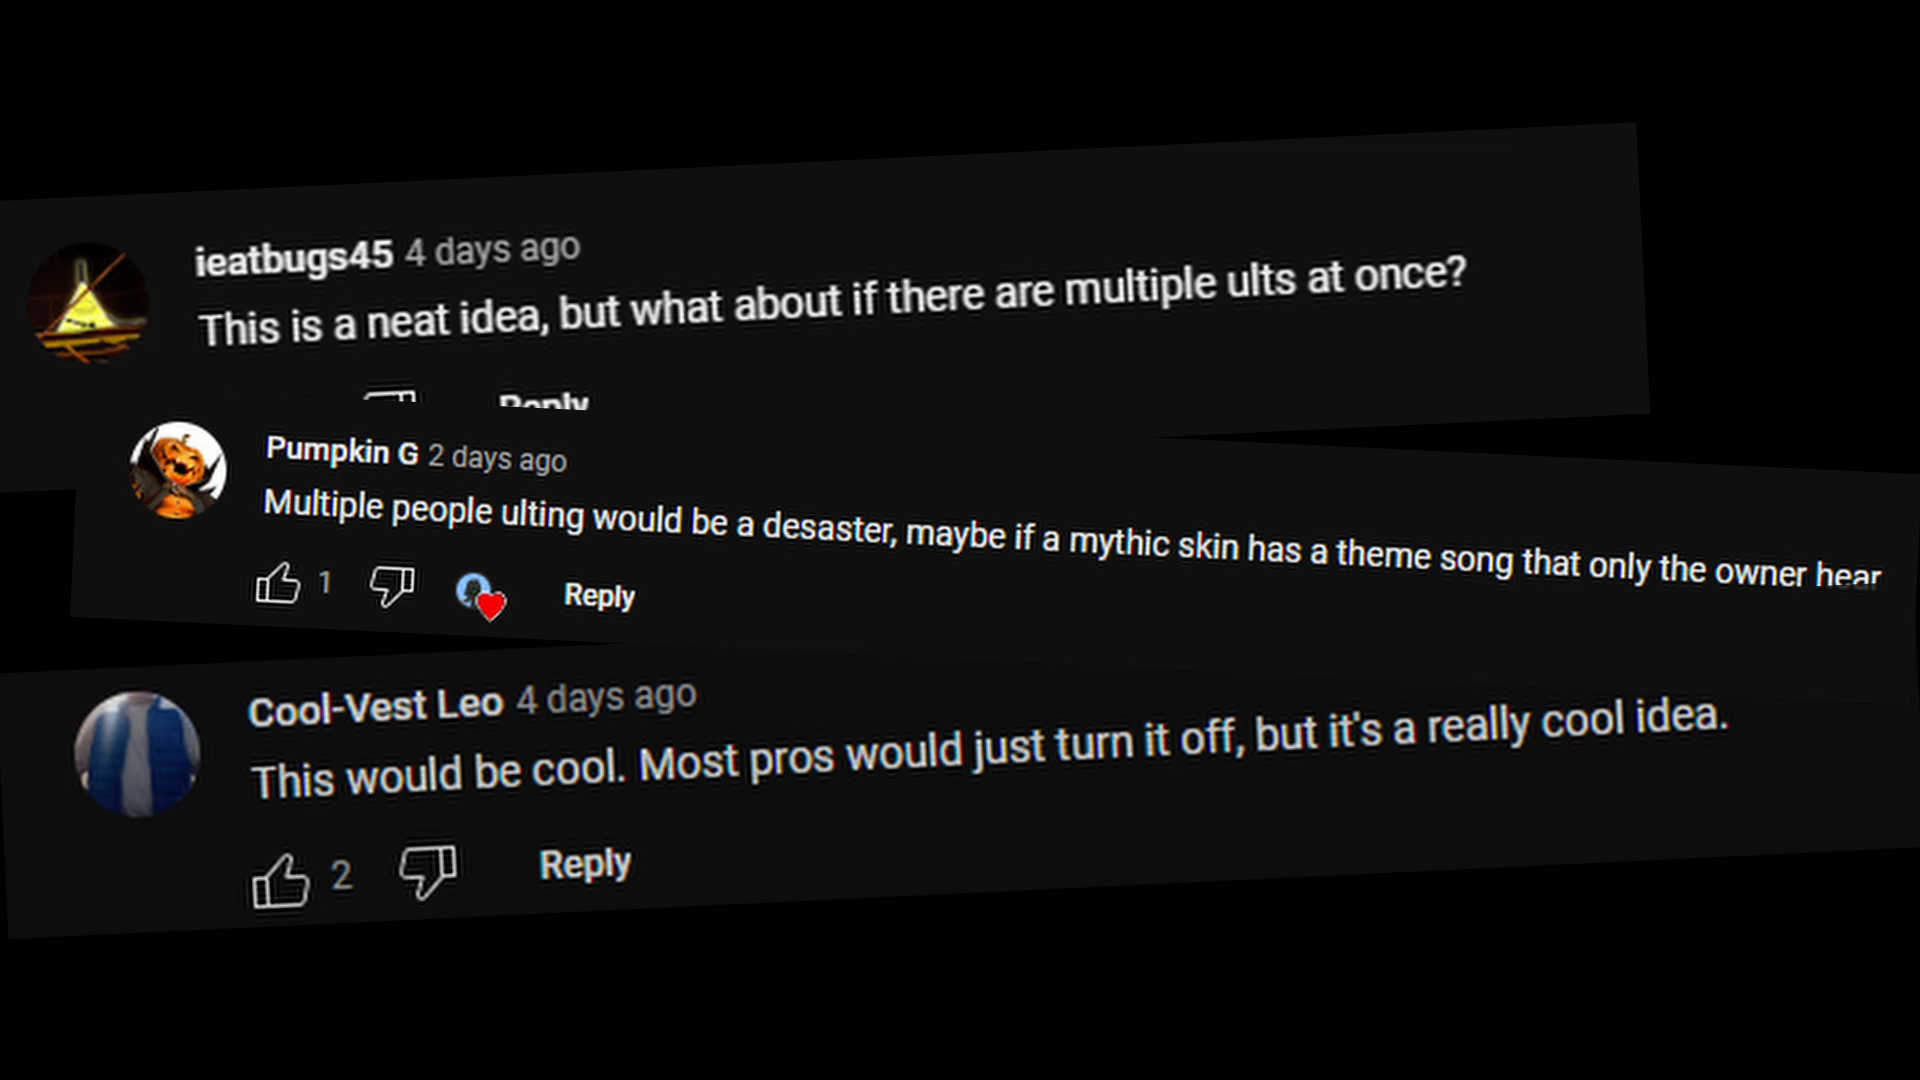 ieatbugs45 4 days ago
This is a neat idea, but what about if there are multiple ults at once?
Reply
Pumpkin G 2 days ago
Multiple people ulting would be a desaster, maybe if a mythic skin has a theme song that only the owner hear
1
Reply
Cool-Vest Leo 4 days ago
This would be cool. Most pros would just turn it off, but it's a really cool idea.
2
Reply